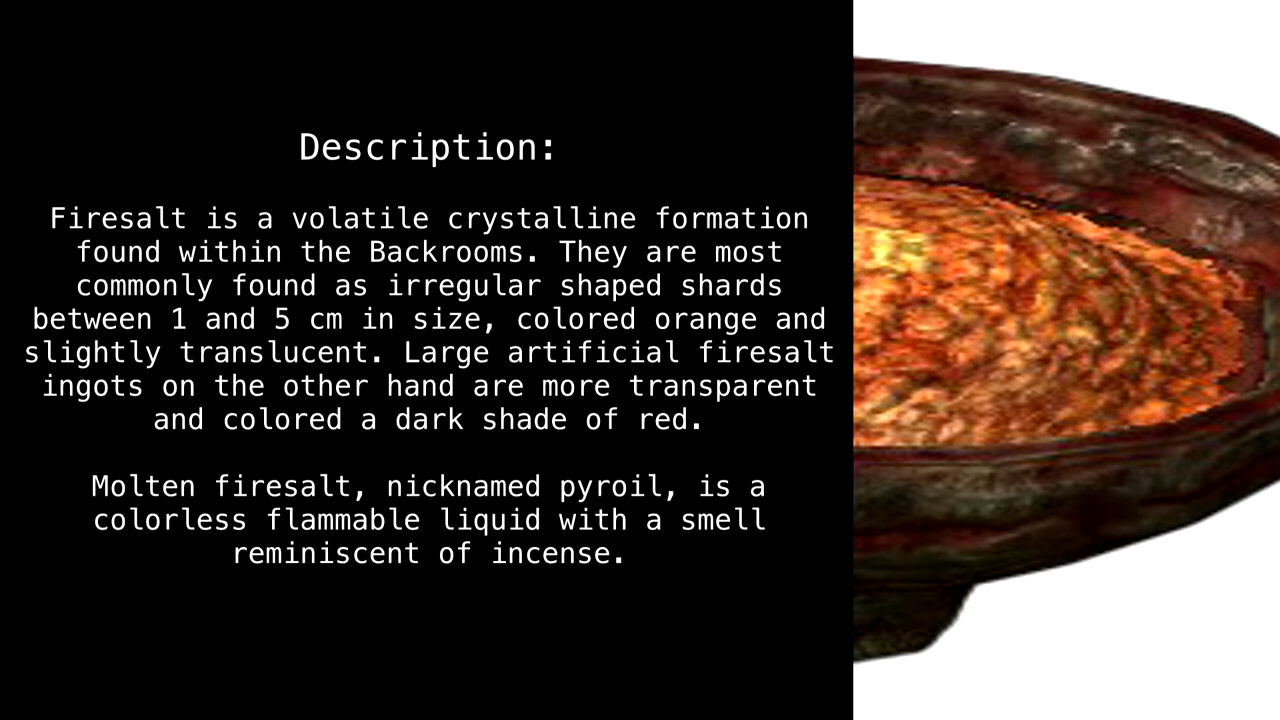 Description:
Firesalt is a volatile crystalline formation
found within the Backrooms. They are most
commonly found as irregular shaped shards
between 1 and 5 cm in size, colored orange and
slightly translucent. Large artificial firesalt
ingots on the other hand are more transparent
and colored a dark shade of red.
Molten firesalt, nicknamed pyroil, is a
colorless flammable liquid with a smell
reminiscent of incense.